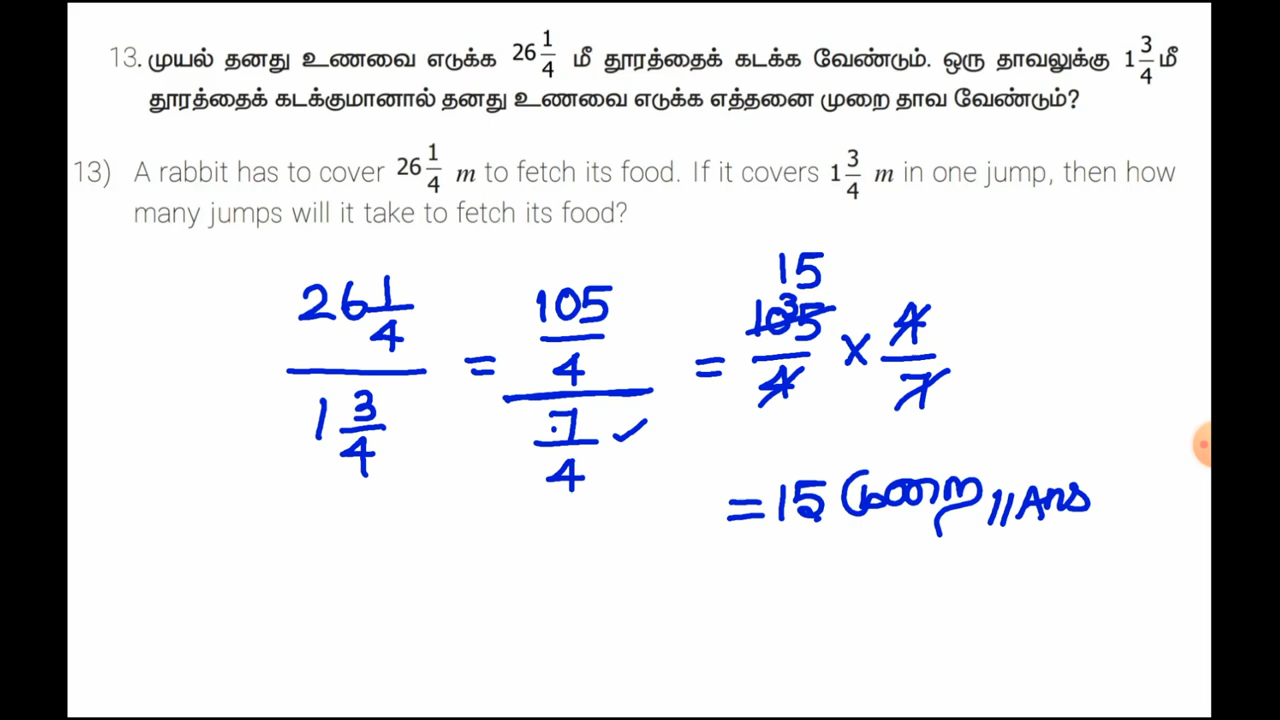 13. முயல் தனது உணவை எடுக்க 26 1/4 மீ தூரத்தைக் கடக்க வேண்டும். ஒரு தாவலுக்கு 1 3/4 மீ
தூரத்தைக் கடக்குமானால் தனது உணவை எடுக்க எத்தனை முறை தாவ வேண்டும்?
13) A rabbit has to cover 26 1/4 m to fetch its food. If it covers 1 3/4 m in one jump, then how
many jumps will it take to fetch its food?
15
26 1/4 / 1 3/4 = 105/4 / 7/4 ✓ = 105/4 × 4/7
3
= 15 முறை // Ans